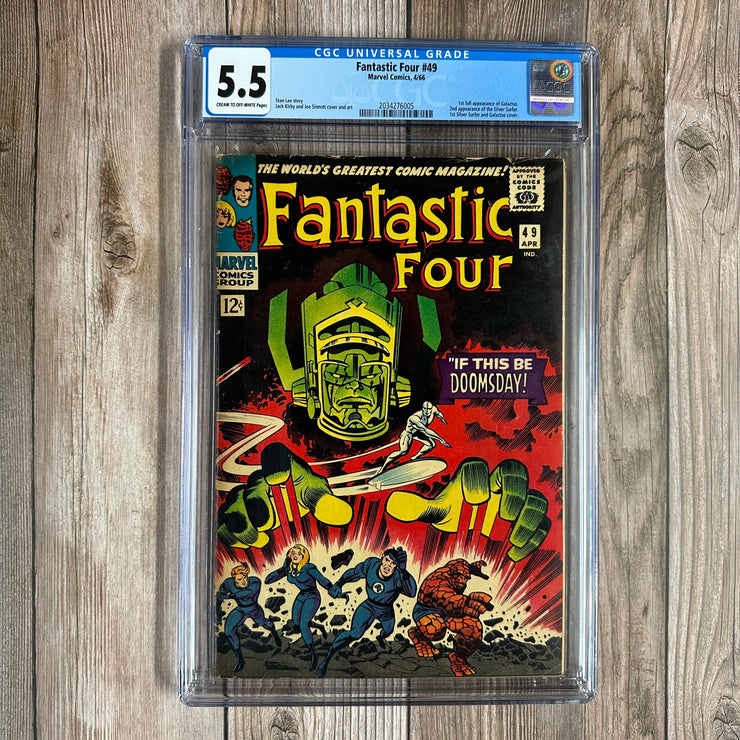 CGC UNIVERSAL GRADE
5.5
CREAM TO OFF-WHITE Pages
Fantastic Four #49
Marvel Comics, 4/66
Stan Lee story
Jack Kirby and Joe Sinnott cover and art
2034276005
1st full appearance of Galactus.
2nd appearance of the Silver Surfer.
1st Silver Surfer and Galactus cover.
CGC
THE WORLD'S GREATEST COMIC MAGAZINE!
APPROVED
BY THE
COMICS
CODE
AUTHORITY
Fantastic
Four
MARVEL
COMICS
GROUP
12¢
49
APR
IND.
"IF THIS BE
DOOMSDAY!
4